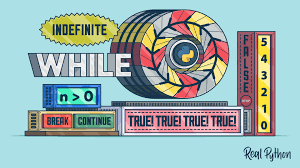 INDEFINITE
WHILE
n > 0
BREAK
CONTINUE
TRUE! TRUE! TRUE! TRUE!
FALSE
5
4
3
2
1
0
Real Python